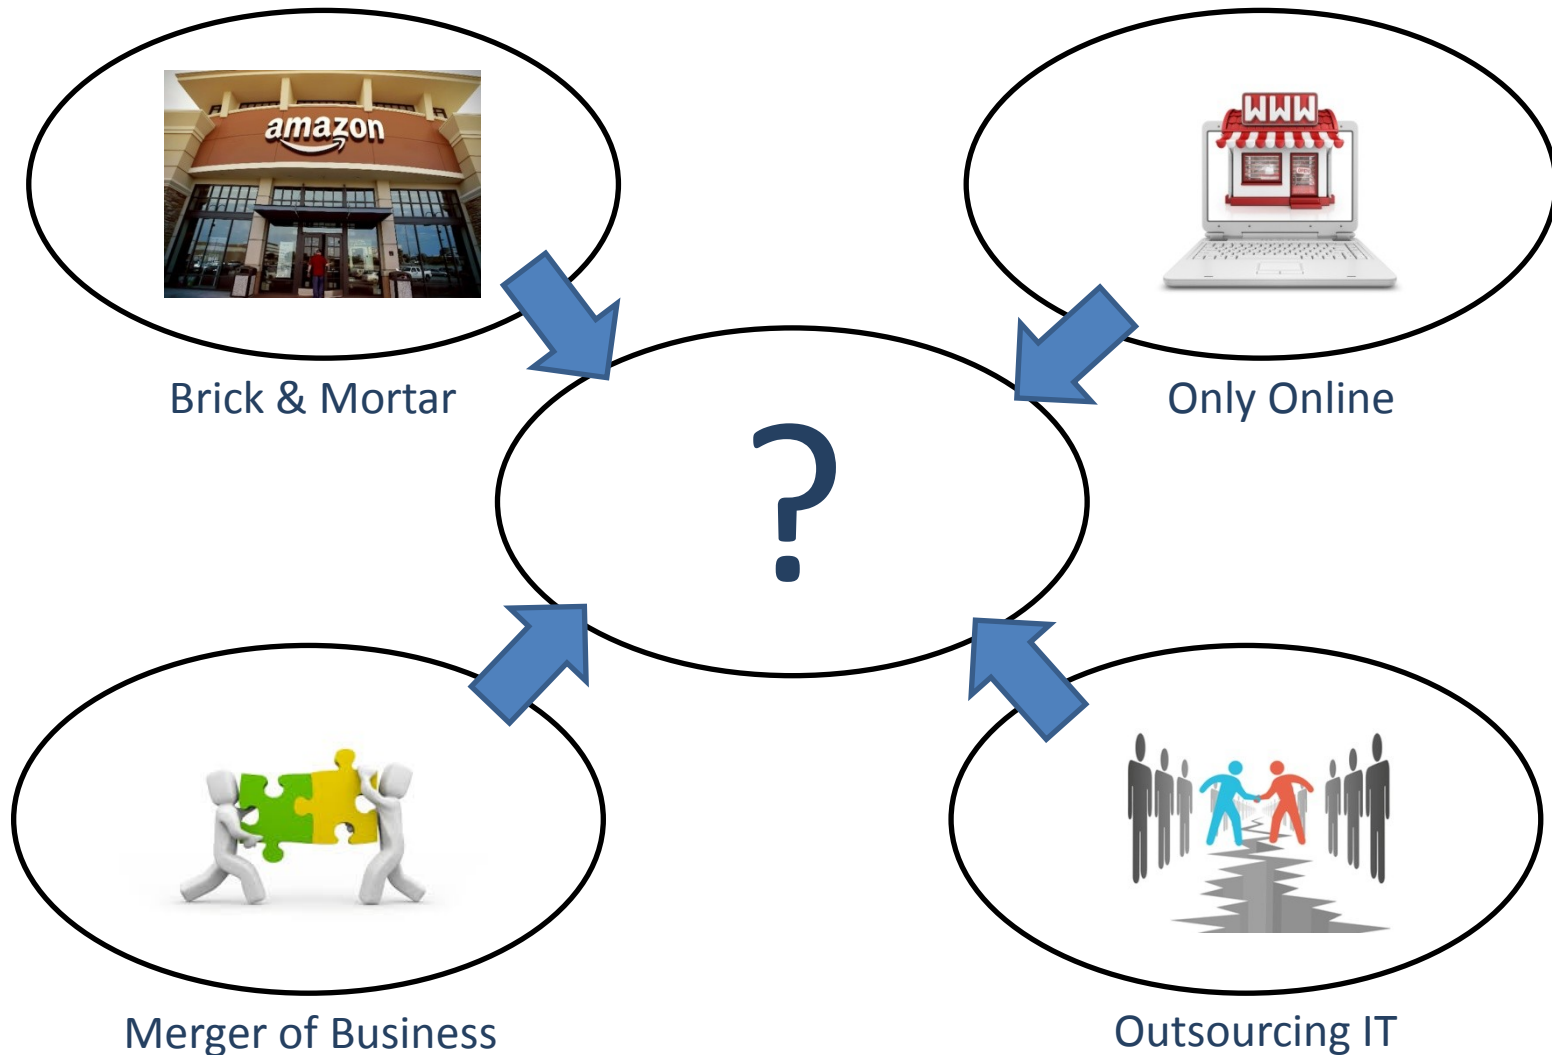 amazon
WWW
Brick & Mortar
Only Online
?
Merger of Business
Outsourcing IT